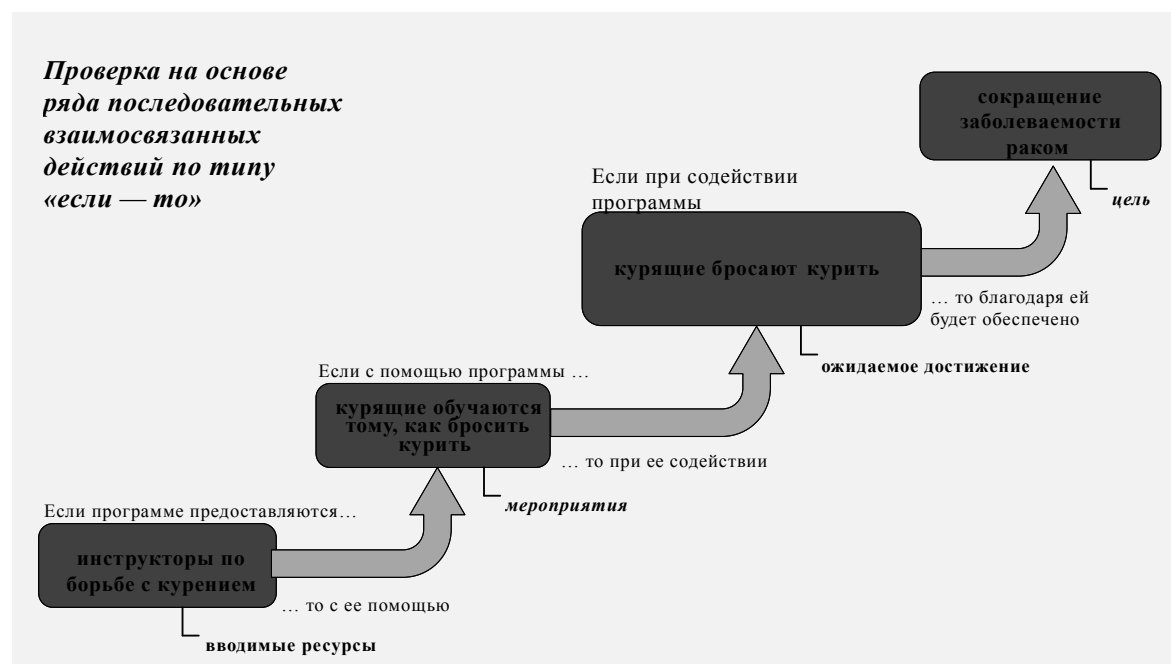 Проверка на основе
ряда последовательных
взаимосвязанных
действий по типу
«если — то»
сокращение
заболеваемости
раком
цель
Если при содействии
программы
курящие бросают курить
… то благодаря ей
будет обеспечено
ожидаемое достижение
Если с помощью программы …
курящие обучаются
тому, как бросить
курить
… то при ее содействии
мероприятия
Если программе предоставляются…
инструкторы по
борьбе с курением
… то с ее помощью
вводимые ресурсы